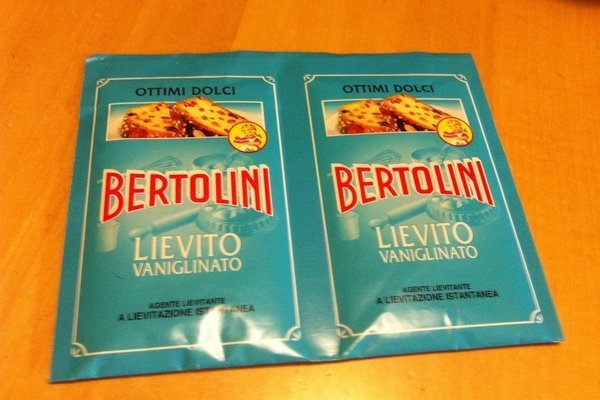 OTTIMI DOLCI
BERTOLINI
LIEVITO
VANIGLINATO
AGENTE LIEVITANTE
A LIEVITAZIONE ISTANTANEA
OTTIMI DOLCI
BERTOLINI
LIEVITO
VANIGLINATO
AGENTE LIEVITANTE
A LIEVITAZIONE ISTANTANEA